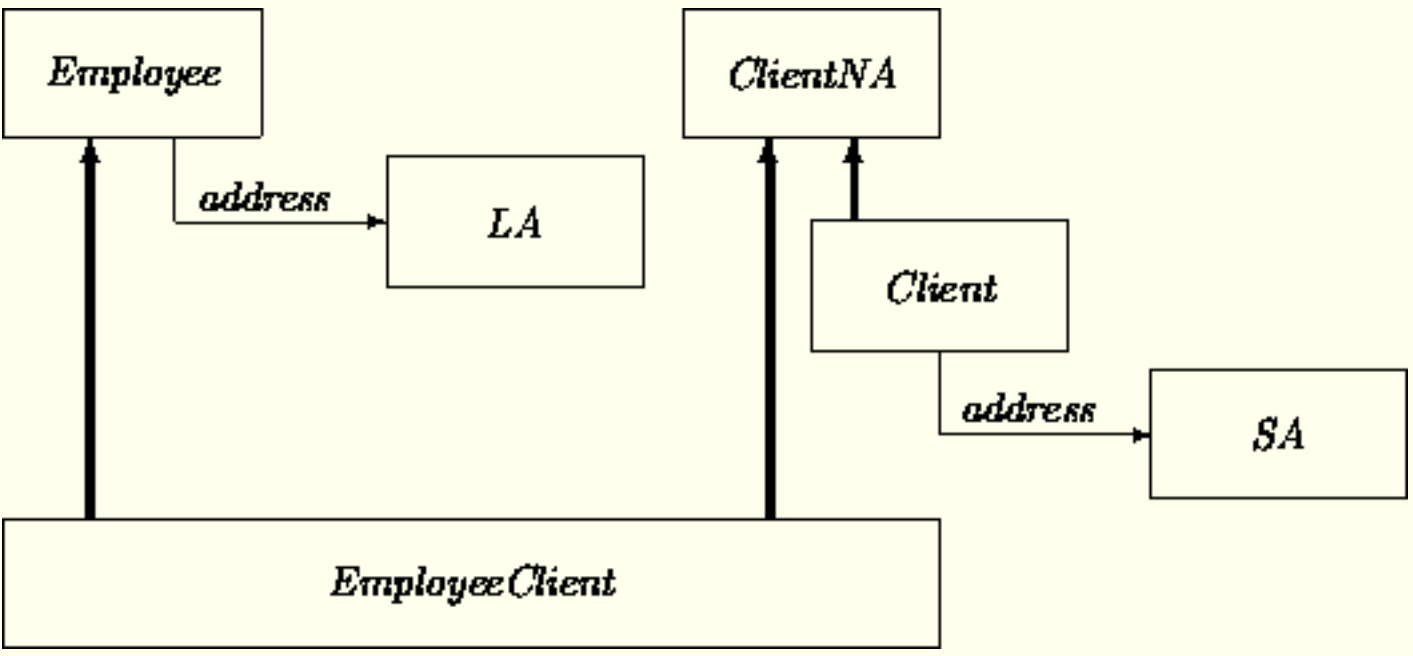 Employee
ClientNA
address
LA
Client
address
SA
EmployeeClient